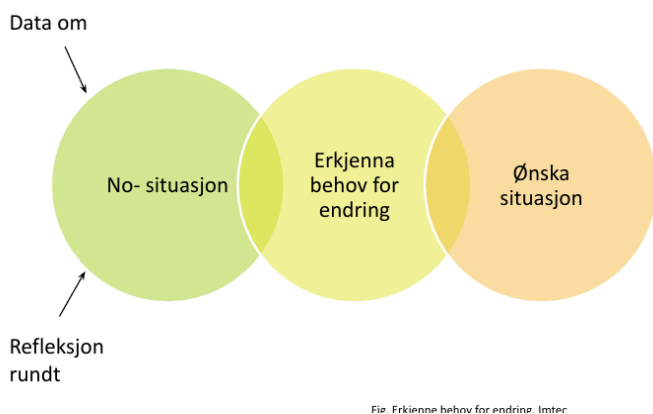 Data om
No- situasjon
Erkjenna
behov for
endring
Ønska
situasjon
Refleksjon
rundt
Fig. Erkjenne behov for endring. Imtec